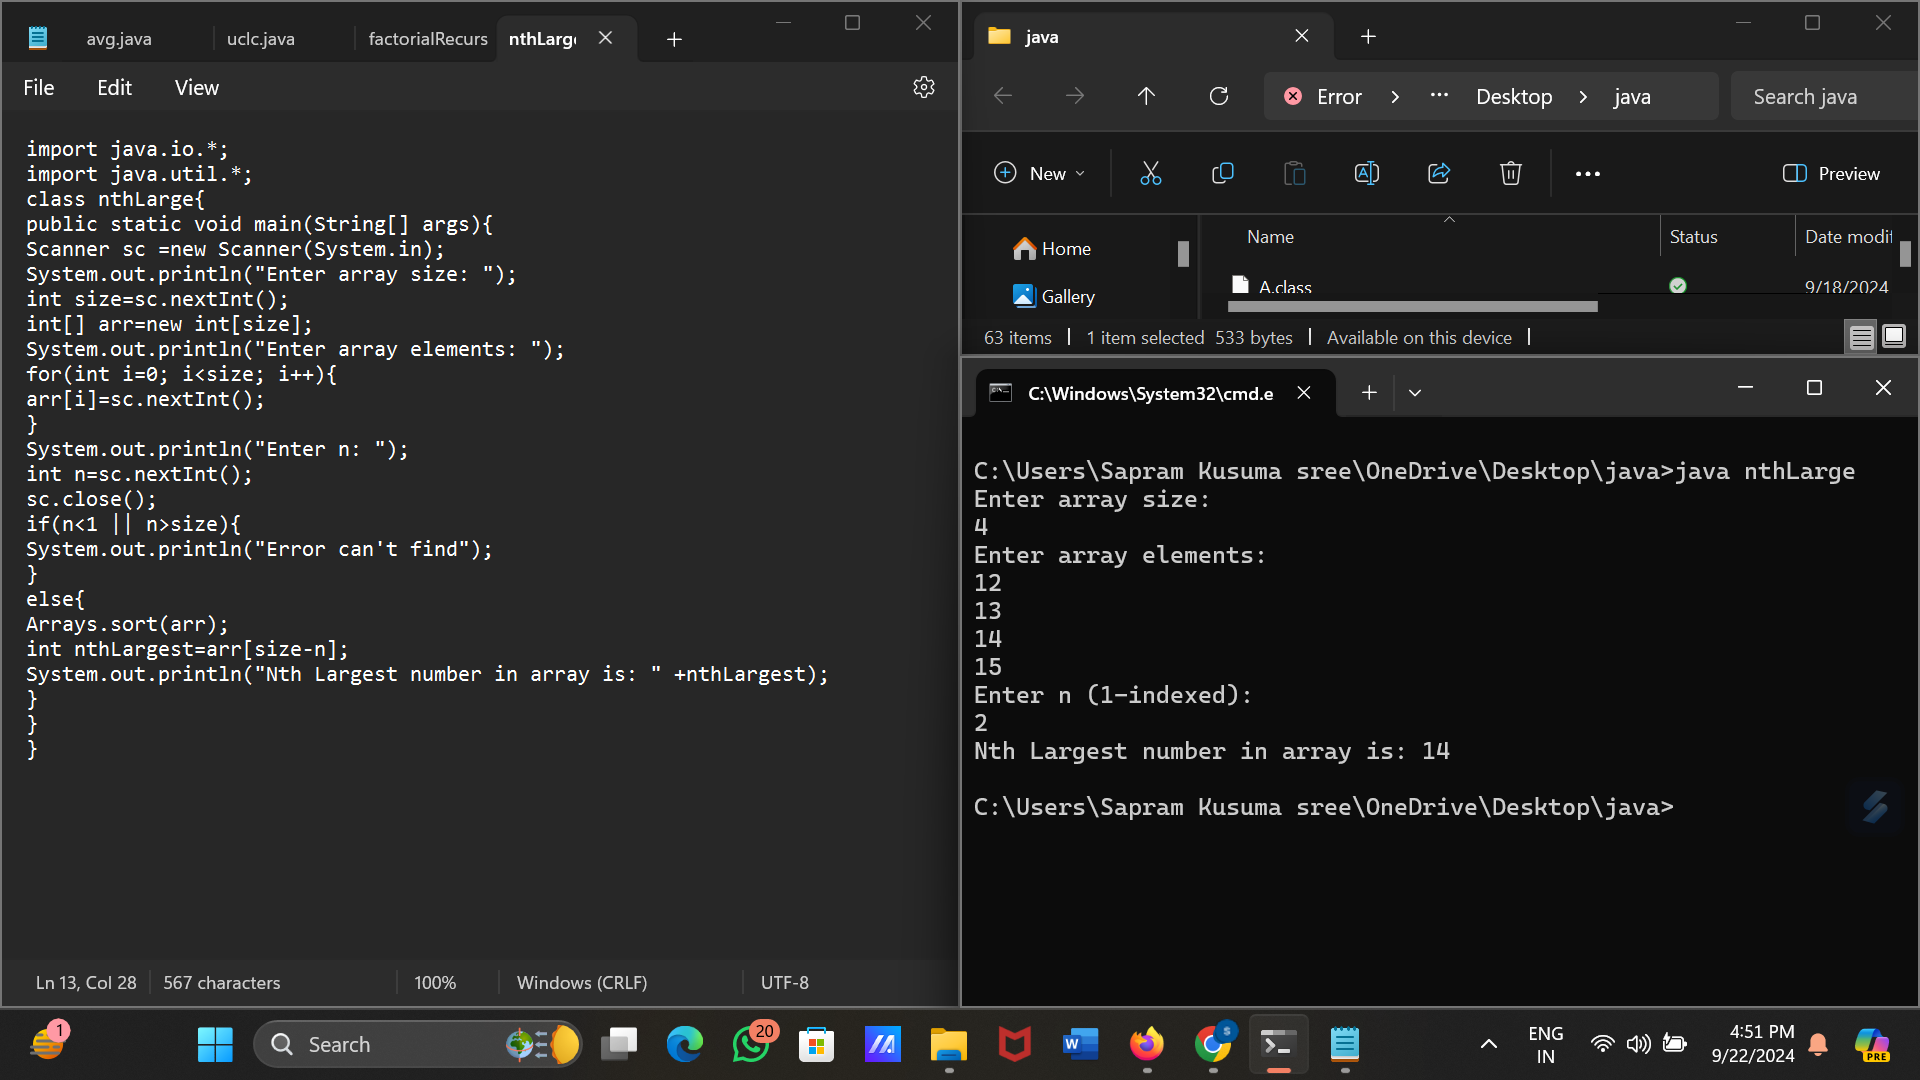 avg.java
uclc.java
factorialRecurs
nthLarg
File
Edit
View
import java.io.*;
import java.util.*;
class nthLarge{
public static void main(String[] args){
Scanner sc =new Scanner(System.in);
System.out.println("Enter array size: ");
int size=sc.nextInt();
int[] arr=new int[size];
System.out.println("Enter array elements: ");
for(int i=0; i<size; i++){
arr[i]=sc.nextInt();
}
System.out.println("Enter n: ");
int n=sc.nextInt();
sc.close();
if(n<1 || n>size){
System.out.println("Error can't find");
}
else{
Arrays.sort(arr);
int nthLargest=arr[size-n];
System.out.println("Nth Largest number in array is: " +nthLargest);
}
}
}
Ln 13, Col 28
567 characters
100%
Windows (CRLF)
UTF-8
java
Error > ... Desktop > java
Search java
New
Preview
Name
Status
Date modif
Home
Gallery
A.class
9/18/2024
63 items
1 item selected 533 bytes
Available on this device
C:\Windows\System32\cmd.e
C:\Users\Sapram Kusuma sree\OneDrive\Desktop\java>java nthLarge
Enter array size:
4
Enter array elements:
12
13
14
15
Enter n (1-indexed):
2
Nth Largest number in array is: 14
C:\Users\Sapram Kusuma sree\OneDrive\Desktop\java>
1
Search
20
W
S
ENG
IN
4:51 PM
9/22/2024
PRE